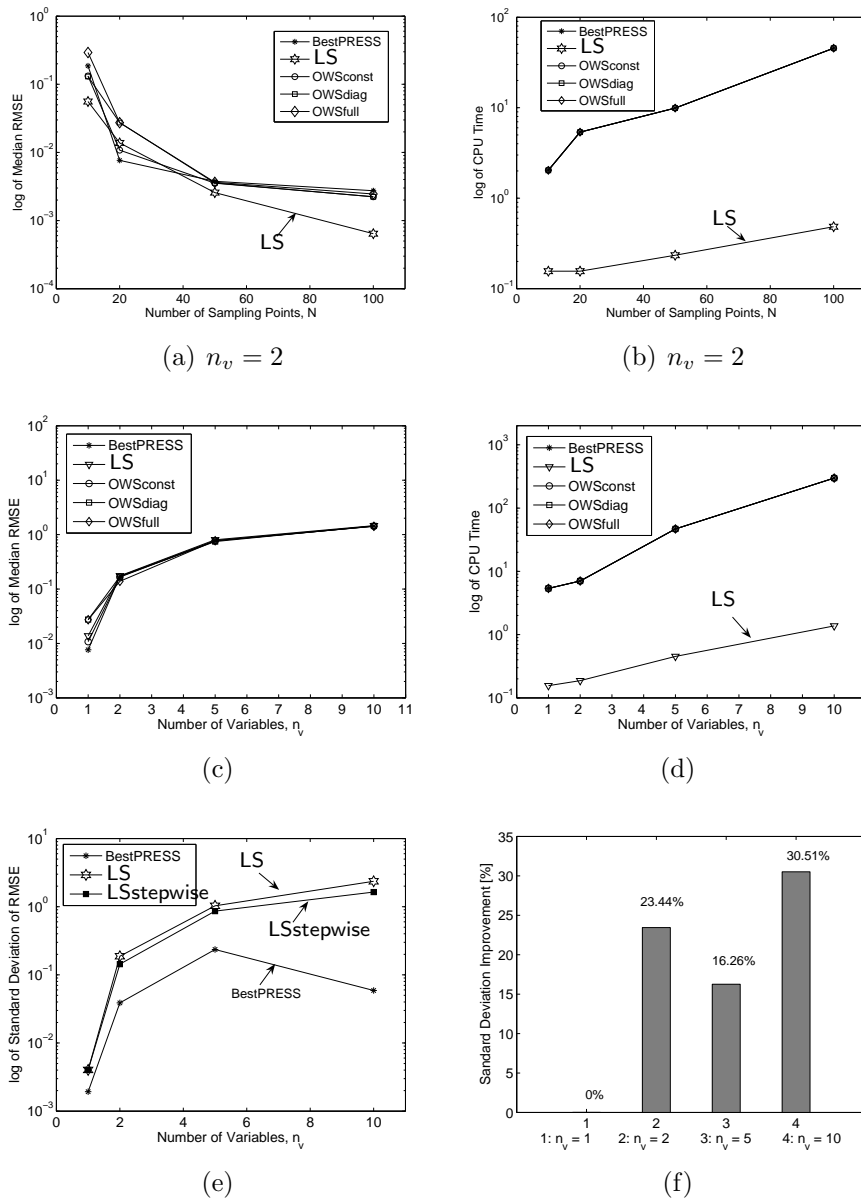 log of Median RMSE
10^0
10^-1
10^-2
10^-3
10^-4
BestPRESS
LS
OWSconst
OWSdiag
OWSfull
LS
0 20 40 60 80 100
Number of Sampling Points, N
(a) n_v = 2
log of CPU Time
10^2
10^1
10^0
10^-1
BestPRESS
LS
OWSconst
OWSdiag
OWSfull
LS
0 20 40 60 80 100
Number of Sampling Points, N
(b) n_v = 2
log of Median RMSE
10^2
10^1
10^0
10^-1
10^-2
10^-3
BestPRESS
LS
OWSconst
OWSdiag
OWSfull
0 1 2 3 4 5 6 7 8 9 10 11
Number of Variables, n_v
(c)
log of CPU Time
10^3
10^2
10^1
10^0
10^-1
BestPRESS
LS
OWSconst
OWSdiag
OWSfull
LS
0 1 2 3 4 5 6 7 8 9 10
Number of Variables, n_v
(d)
log of Standard Deviation of RMSE
10^1
10^0
10^-1
10^-2
10^-3
BestPRESS
LS
LSstepwise
LS
LSstepwise
BestPRESS
0 2 4 6 8 10
Number of Variables, n_v
(e)
Sandard Deviation Improvement [%]
35
30
25
20
15
10
5
0
0%
23.44%
16.26%
30.51%
1 2 3 4
1: n_v = 1 2: n_v = 2 3: n_v = 5 4: n_v = 10
(f)